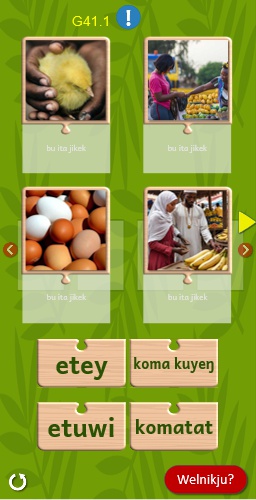 G41.1 !
bu ita jikek
bu ita jikek
bu ita jikek
bu ita jikek
etey
koma kuyeŋ
etuwi
komatat
Welnikju?